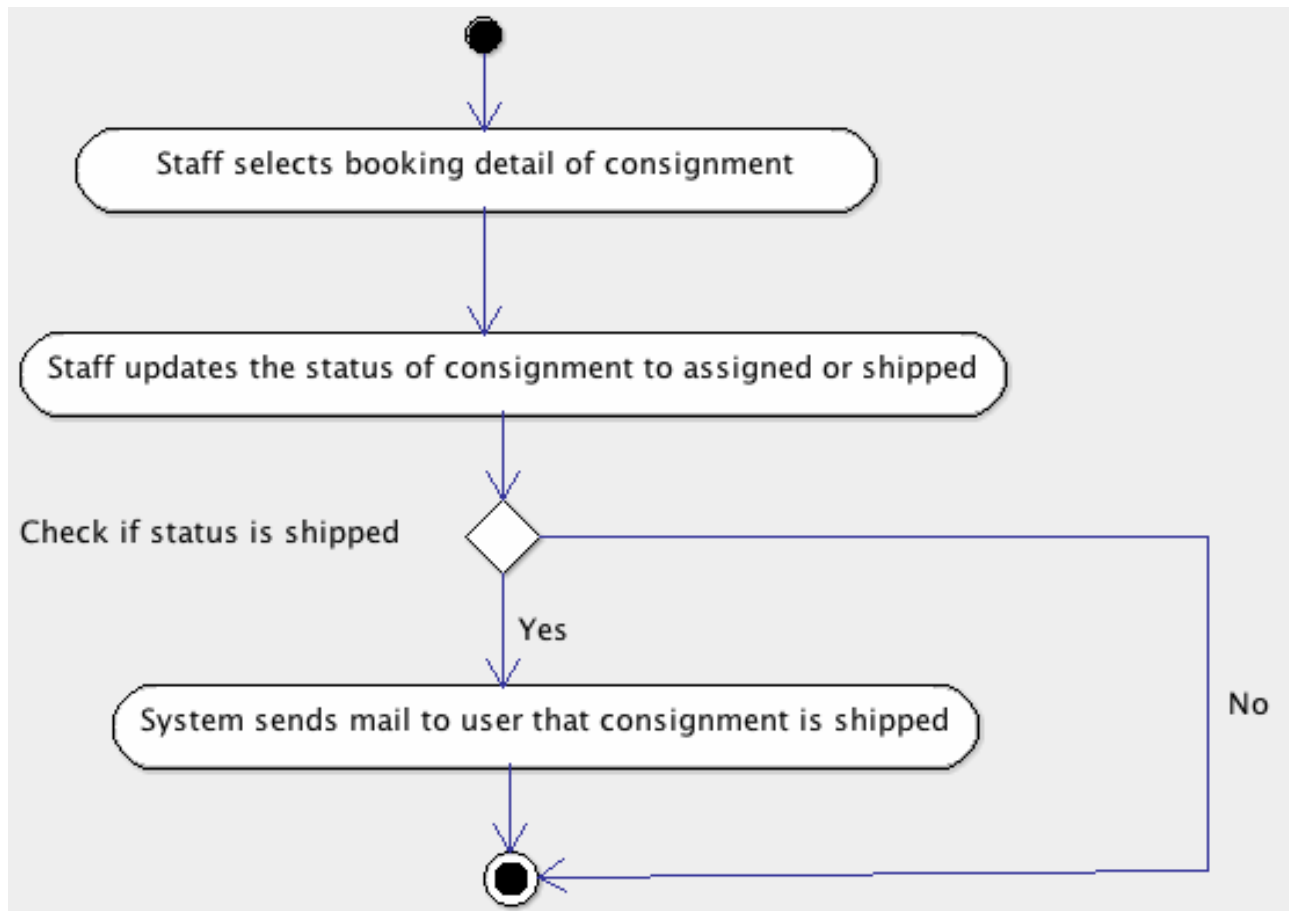 Staff selects booking detail of consignment
Staff updates the status of consignment to assigned or shipped
Check if status is shipped
Yes
System sends mail to user that consignment is shipped
No